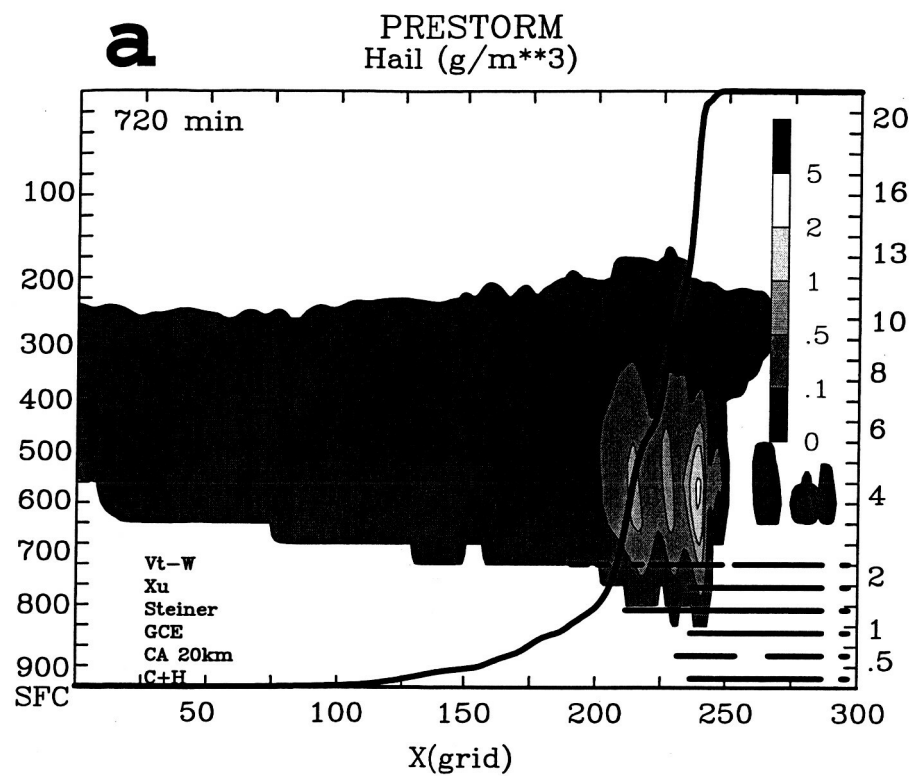 a
PRESTORM
Hail (g/m**3)
720 min
100
200
300
400
500
600
700
800
900
SFC
20
16
13
10
8
6
4
2
1
.5
5
2
1
.5
.1
0
Vt-W
Xu
Steiner
GCE
CA 20km
C+H
50
100
150
200
250
300
X(grid)